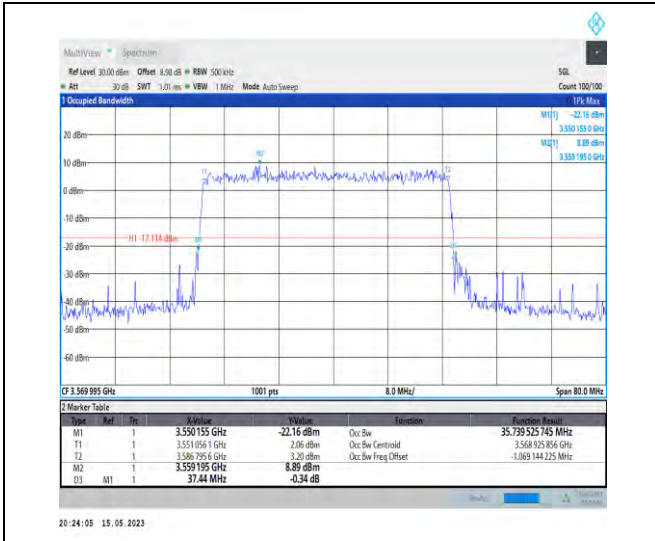 MultiView Spectrum
Ref Level 30.00 dBm Offset 8.98 dB RBW 500 kHz SGL
Att 30 dB SWT 1.01 ms VBW 1 MHz Mode Auto Sweep Count 100/100
1 Occupied Bandwidth 1Pk Max
M1[1] -22.16 dBm
3.550 155 0 GHz
M2[1] 8.89 dBm
3.559 195 0 GHz
20 dBm
M2
10 dBm
T1 T2
0 dBm
-10 dBm
H1 -17.114 dBm
M1
-20 dBm
-30 dBm
-40 dBm
-50 dBm
-60 dBm
CF 3.569 995 GHz 1001 pts 8.0 MHz/ Span 80.0 MHz
2 Marker Table
Type Ref Trc X-Value Y-Value Function Function Result
M1 1 3.550155 GHz -22.16 dBm Occ Bw 35.739 525 745 MHz
T1 1 3.551 056 1 GHz 2.06 dBm Occ Bw Centroid 3.568 925 856 GHz
T2 1 3.586 795 6 GHz 3.20 dBm Occ Bw Freq Offset -1.069 144 225 MHz
M2 1 3.559195 GHz 8.89 dBm
D3 M1 1 37.44 MHz -0.34 dB
20:24:05 15.05.2023